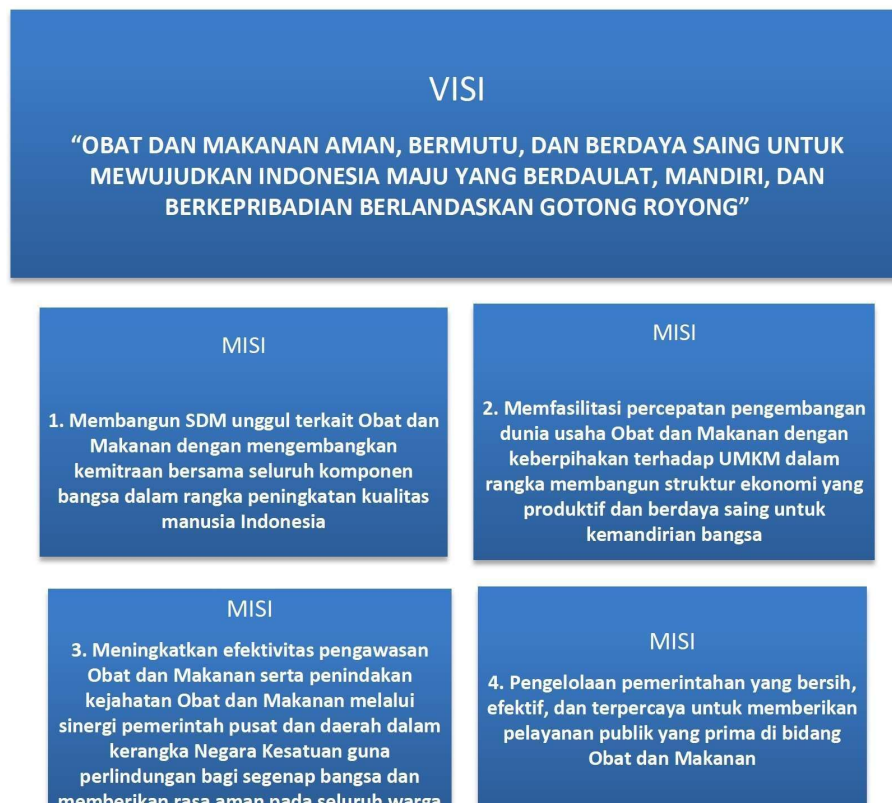 VISI
“OBAT DAN MAKANAN AMAN, BERMUTU, DAN BERDAYA SAING UNTUK
MEWUJUDKAN INDONESIA MAJU YANG BERDAULAT, MANDIRI, DAN
BERKEPRIBADIAN BERLANDASKAN GOTONG ROYONG”
MISI
1. Membangun SDM unggul terkait Obat dan
Makanan dengan mengembangkan
kemitraan bersama seluruh komponen
bangsa dalam rangka peningkatan kualitas
manusia Indonesia
MISI
2. Memfasilitasi percepatan pengembangan
dunia usaha Obat dan Makanan dengan
keberpihakan terhadap UMKM dalam
rangka membangun struktur ekonomi yang
produktif dan berdaya saing untuk
kemandirian bangsa
MISI
3. Meningkatkan efektivitas pengawasan
Obat dan Makanan serta penindakan
kejahatan Obat dan Makanan melalui
sinergi pemerintah pusat dan daerah dalam
kerangka Negara Kesatuan guna
perlindungan bagi segenap bangsa dan
memberikan rasa aman pada seluruh warga
MISI
4. Pengelolaan pemerintahan yang bersih,
efektif, dan terpercaya untuk memberikan
pelayanan publik yang prima di bidang
Obat dan Makanan